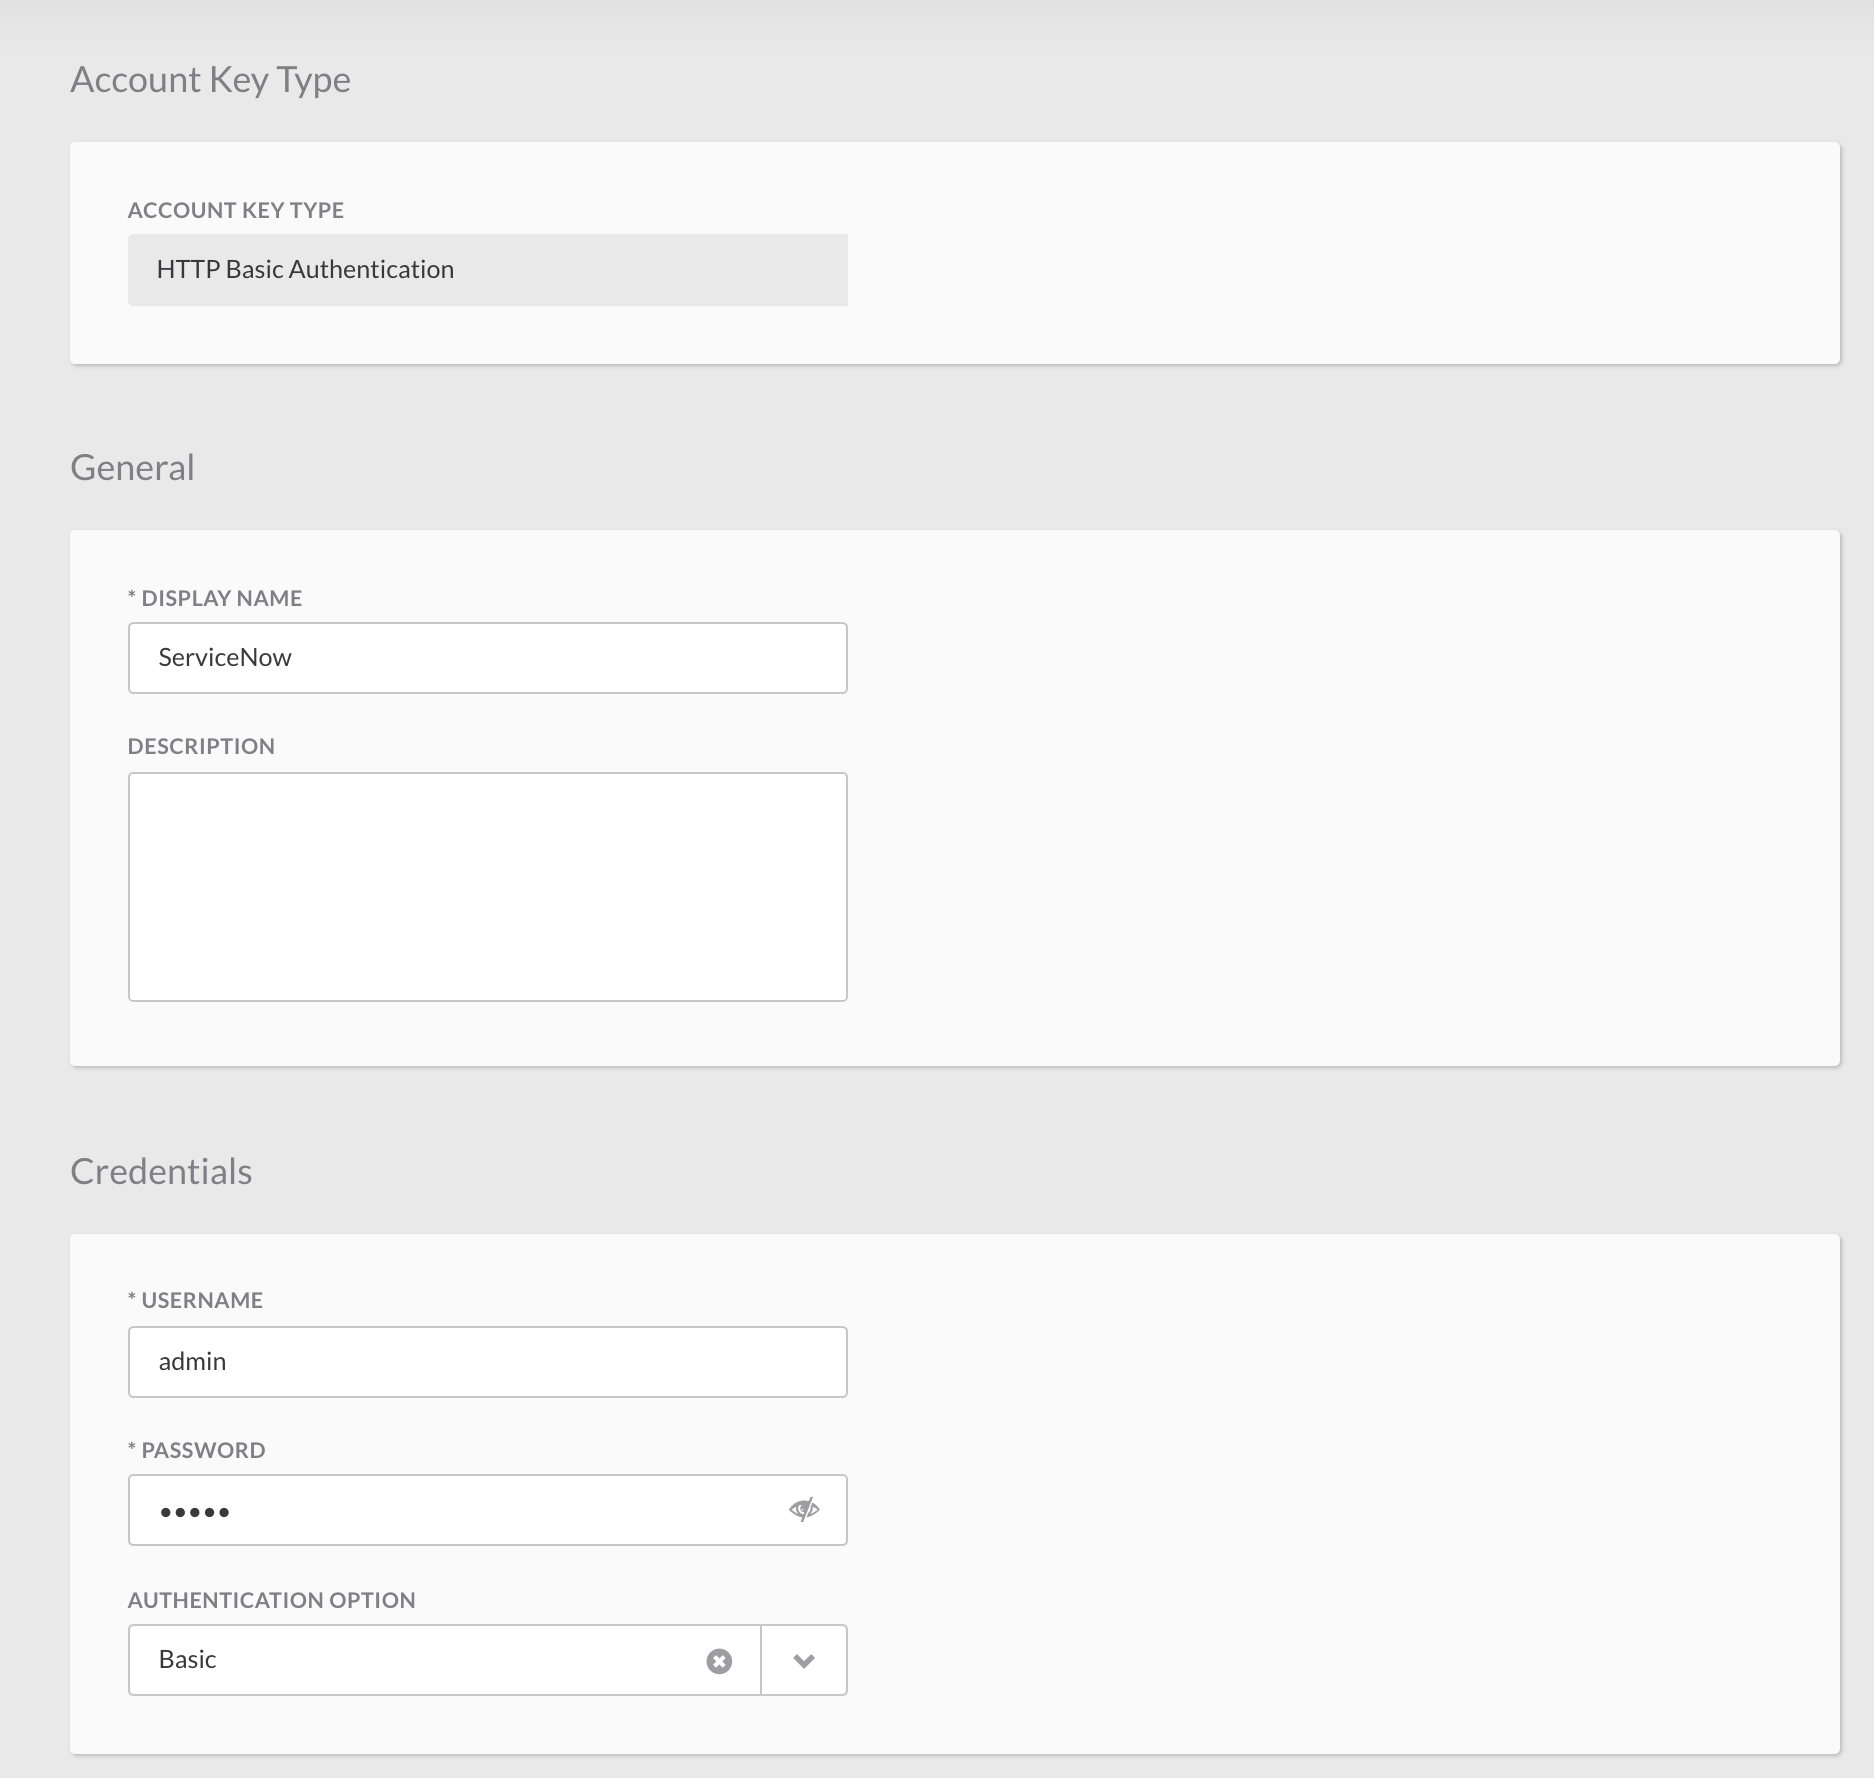 Account Key Type
ACCOUNT KEY TYPE
HTTP Basic Authentication
General
* DISPLAY NAME
ServiceNow
DESCRIPTION
Credentials
* USERNAME
admin
* PASSWORD
•••••
AUTHENTICATION OPTION
Basic